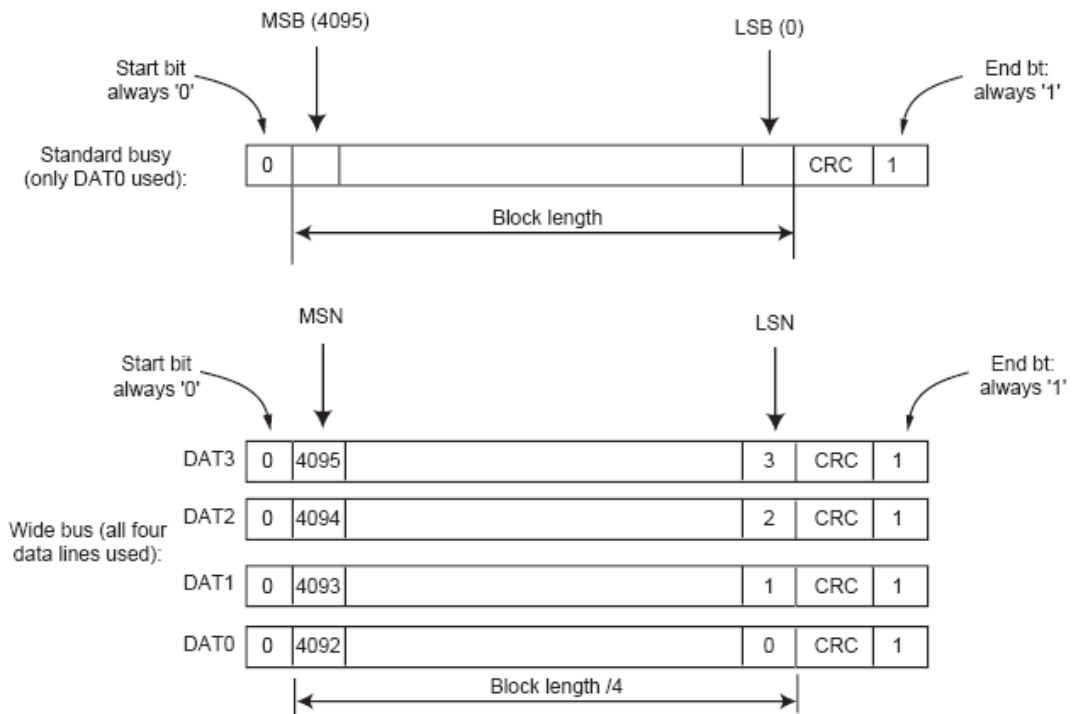 MSB (4095)
LSB (0)
Start bit
always '0'
End bt:
always '1'
Standard busy
(only DAT0 used):
0 CRC 1
Block length
MSN
LSN
Start bit
always '0'
End bt:
always '1'
DAT3 0 4095 3 CRC 1
DAT2 0 4094 2 CRC 1
Wide bus (all four
data lines used):
DAT1 0 4093 1 CRC 1
DAT0 0 4092 0 CRC 1
Block length /4